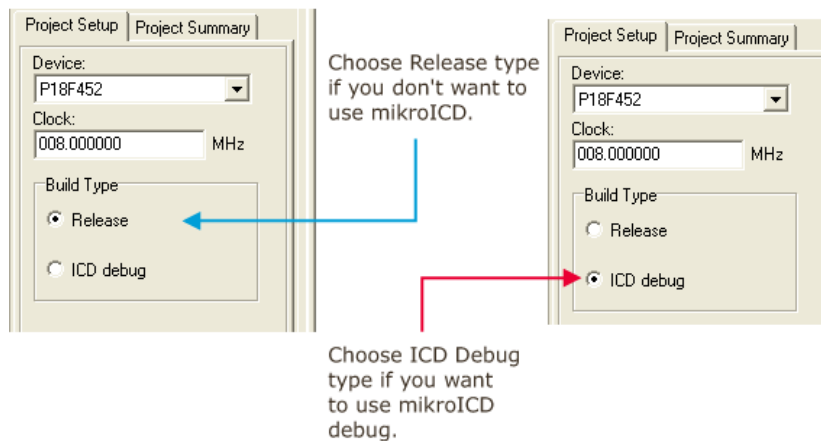 Project Setup Project Summary
Device:
P18F452
Clock:
008.000000 MHz
Build Type
Release
ICD debug
Choose Release type
if you don't want to
use mikroICD.
Project Setup Project Summary
Device:
P18F452
Clock:
008.000000 MHz
Build Type
Release
ICD debug
Choose ICD Debug
type if you want
to use mikroICD
debug.